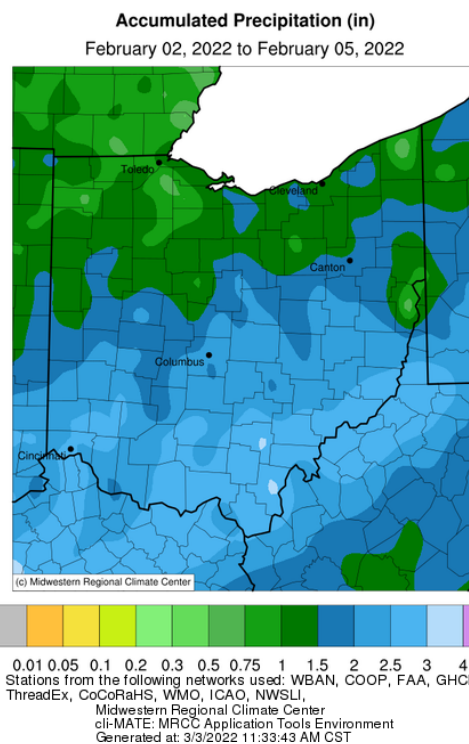 Accumulated Precipitation (in)
February 02, 2022 to February 05, 2022
Toledo
Cleveland
Canton
Columbus
Cincinnati
(c) Midwestern Regional Climate Center
0.01 0.05 0.1 0.2 0.3 0.5 0.75 1 1.5 2 2.5 3 4
Stations from the following networks used: WBAN, COOP, FAA, GHC
ThreadEx, CoCoRaHS, WMO, ICAO, NWSLI,
Midwestern Regional Climate Center
cli-MATE: MRCC Application Tools Environment
Generated at: 3/3/2022 11:33:43 AM CST